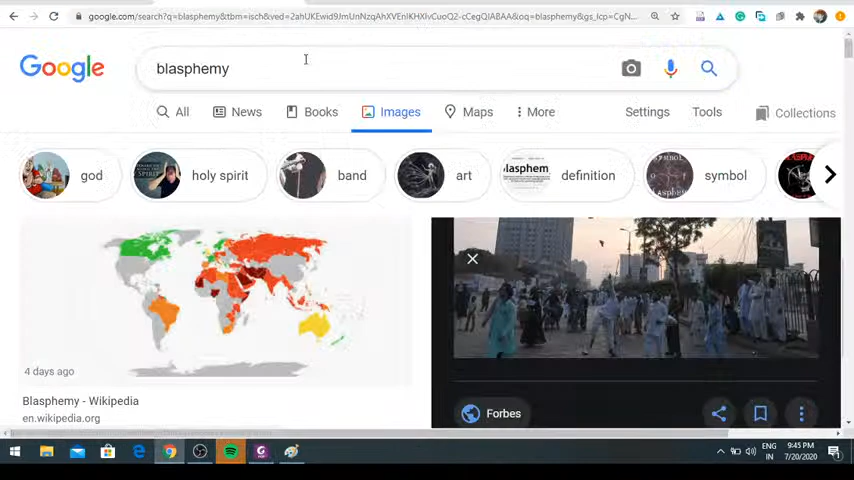 google.com/search?q=blasphemy&tbm=isch&ved=2ahUKEwid9JmUnNzqAhXVEnIKHXIvCuoQ2-cCegQIABAA&oq=blasphemy&gs_lcp=CgN...
Google
blasphemy
All
News
Books
Images
Maps
More
Settings
Tools
Collections
god
holy spirit
band
art
definition
symbol
4 days ago
Blasphemy - Wikipedia
en.wikipedia.org
Forbes
ENG
IN
9:45 PM
7/20/2020